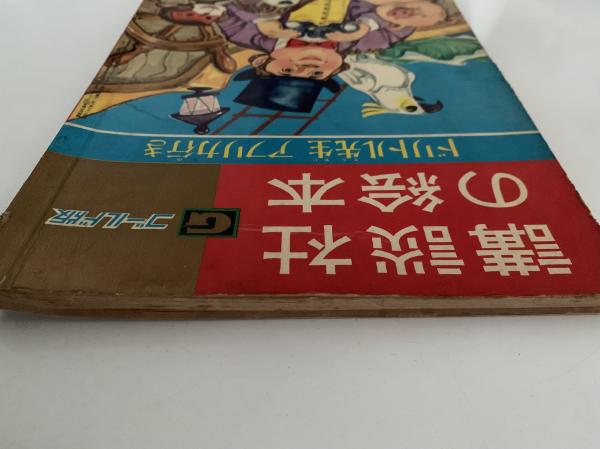 講談社
の絵本
G
ゴールド版
ドリトル先生 アフリカ行き